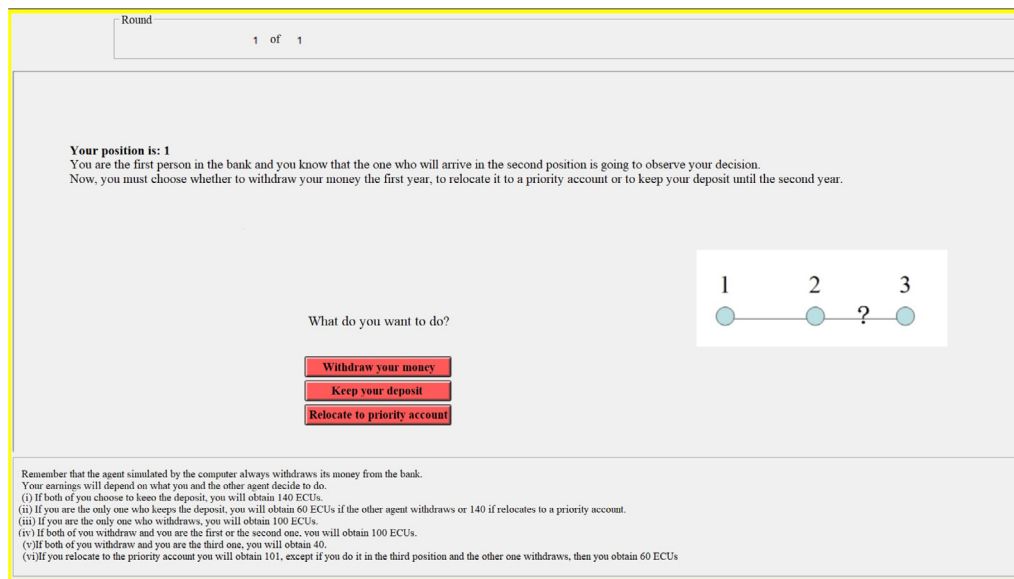 Round
1 of 1
Your position is: 1
You are the first person in the bank and you know that the one who will arrive in the second position is going to observe your decision.
Now, you must choose whether to withdraw your money the first year, to relocate it to a priority account or to keep your deposit until the second year.
1 2 3
?
What do you want to do?
Withdraw your money
Keep your deposit
Relocate to priority account
Remember that the agent simulated by the computer always withdraws its money from the bank.
Your earnings will depend on what you and the other agent decide to do.
(i) If both of you choose to keeo the deposit, you will obtain 140 ECUs.
(ii) If you are the only one who keeps the deposit, you will obtain 60 ECUs if the other agent withdraws or 140 if relocates to a priority account.
(iii) If you are the only one who withdraws, you will obtain 100 ECUs.
(iv) If both of you withdraw and you are the first or the second one, you will obtain 100 ECUs.
(v)If both of you withdraw and you are the third one, you will obtain 40.
(vi)If you relocate to the priority account you will obtain 101, except if you do it in the third position and the other one withdraws, then you obtain 60 ECUs